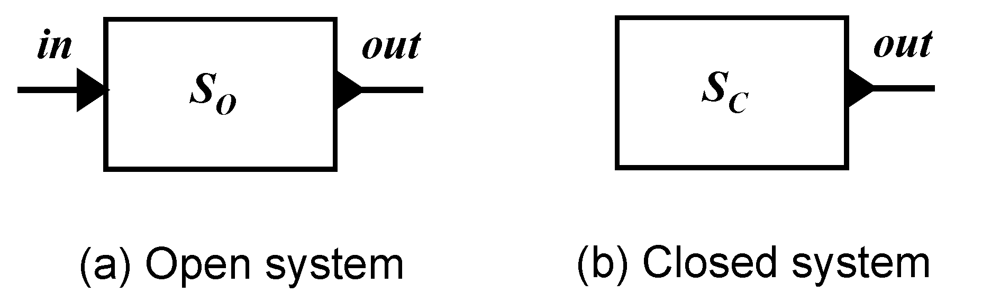 in
out
S_O
out
S_C
(a) Open system
(b) Closed system